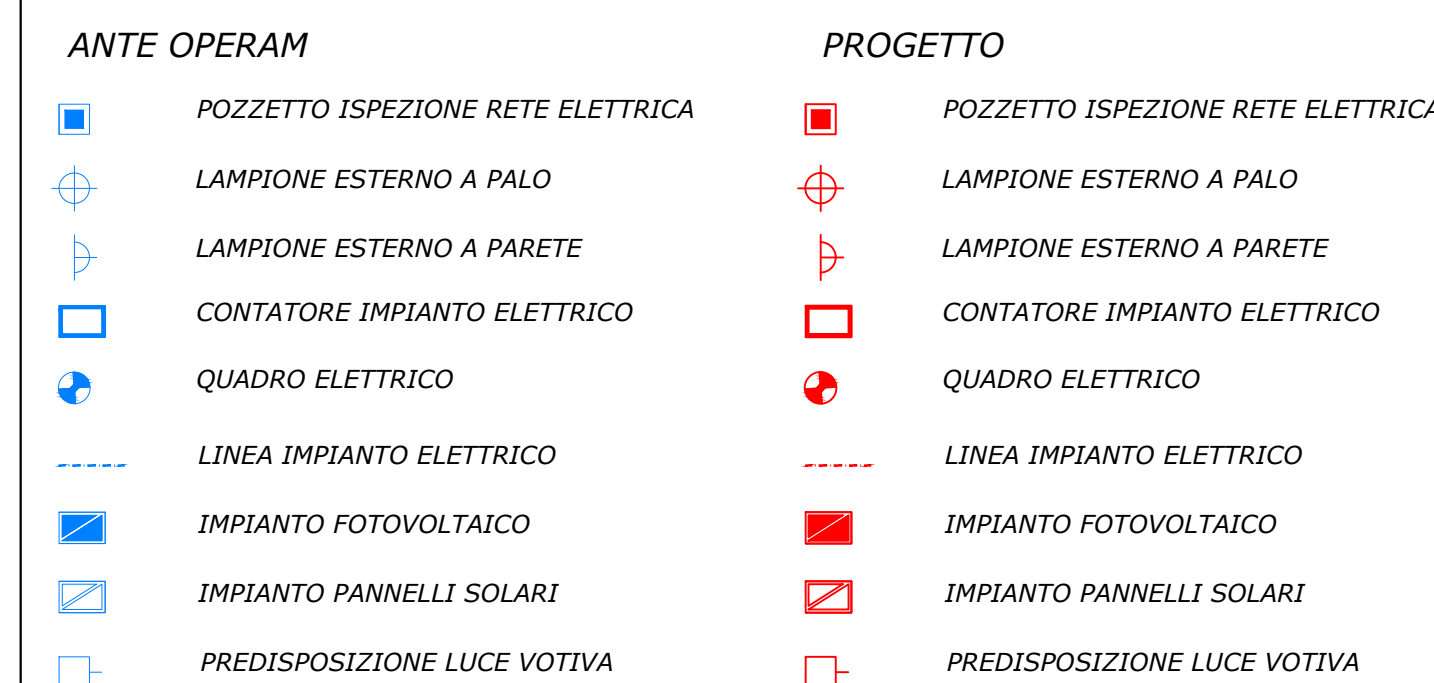 ANTE OPERAM
POZZETTO ISPEZIONE RETE ELETTRICA
LAMPIONE ESTERNO A PALO
LAMPIONE ESTERNO A PARETE
CONTATORE IMPIANTO ELETTRICO
QUADRO ELETTRICO
LINEA IMPIANTO ELETTRICO
IMPIANTO FOTOVOLTAICO
IMPIANTO PANNELLI SOLARI
PREDISPOSIZIONE LUCE VOTIVA
PROGETTO
POZZETTO ISPEZIONE RETE ELETTRICA
LAMPIONE ESTERNO A PALO
LAMPIONE ESTERNO A PARETE
CONTATORE IMPIANTO ELETTRICO
QUADRO ELETTRICO
LINEA IMPIANTO ELETTRICO
IMPIANTO FOTOVOLTAICO
IMPIANTO PANNELLI SOLARI
PREDISPOSIZIONE LUCE VOTIVA